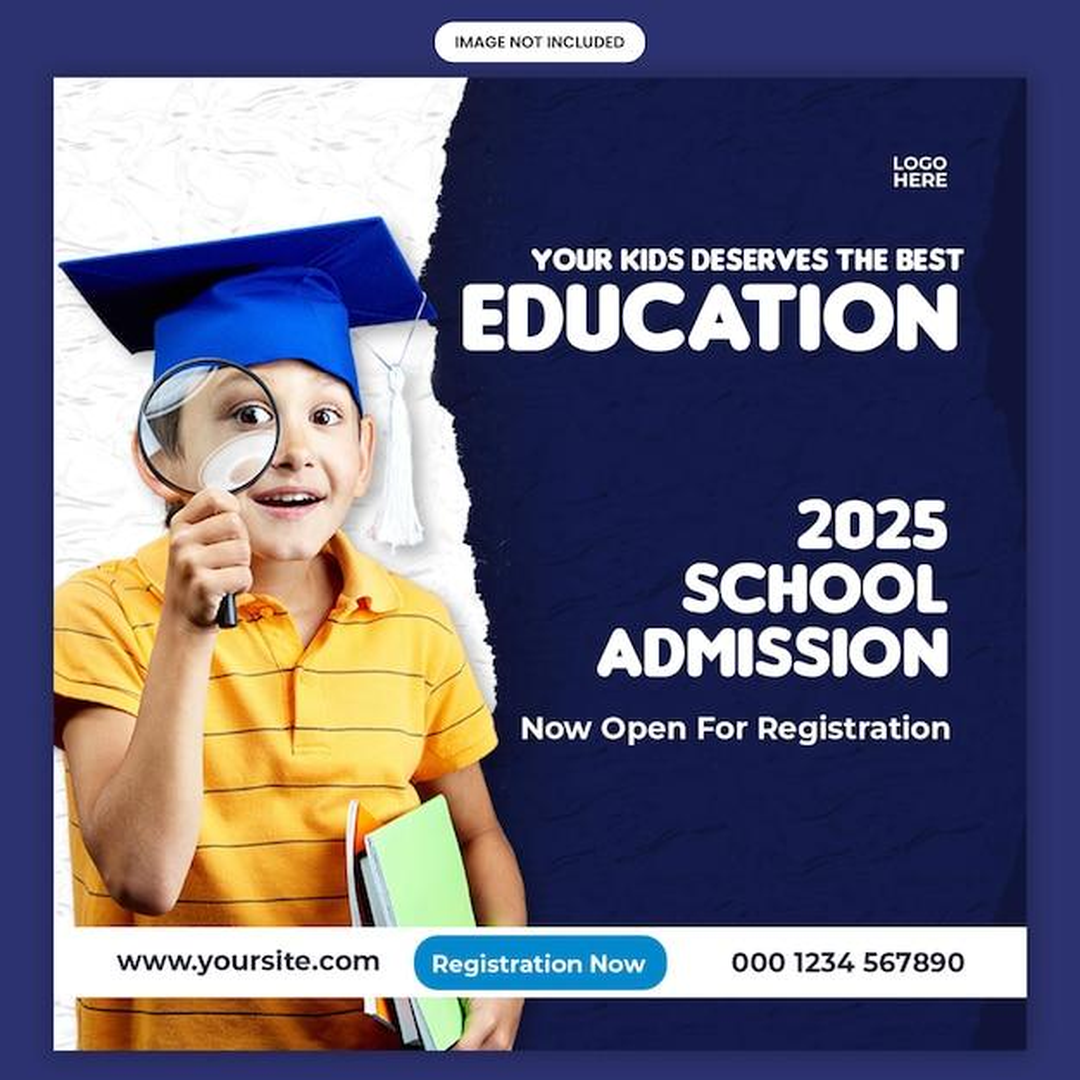 IMAGE NOT INCLUDED
LOGO
HERE
YOUR KIDS DESERVES THE BEST
EDUCATION
2025
SCHOOL
ADMISSION
Now Open For Registration
www.yoursite.com
Registration Now
000 1234 567890